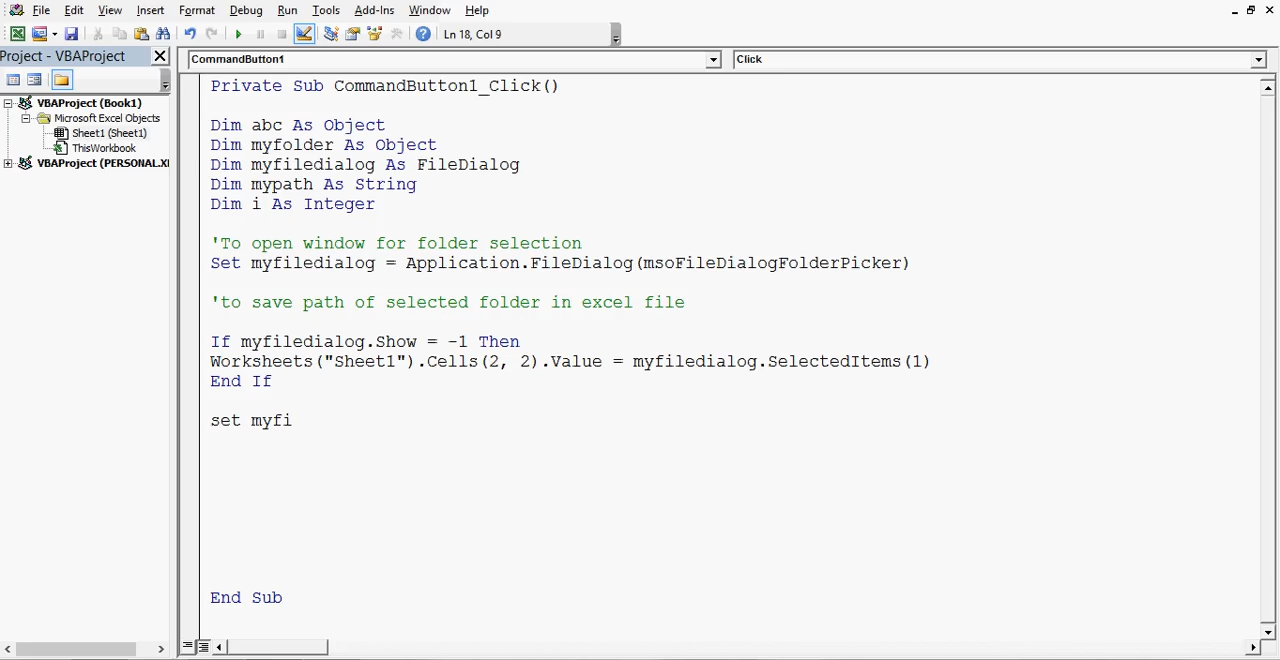 File Edit View Insert Format Debug Run Tools Add-Ins Window Help
Ln 18, Col 9
Project - VBAProject
CommandButton1 Click
VBAProject (Book1)
Microsoft Excel Objects
Sheet1 (Sheet1)
ThisWorkbook
VBAProject (PERSONAL.XL
Private Sub CommandButton1_Click()
Dim abc As Object
Dim myfolder As Object
Dim myfiledialog As FileDialog
Dim mypath As String
Dim i As Integer
'To open window for folder selection
Set myfiledialog = Application.FileDialog(msoFileDialogFolderPicker)
'to save path of selected folder in excel file
If myfiledialog.Show = -1 Then
Worksheets("Sheet1").Cells(2, 2).Value = myfiledialog.SelectedItems(1)
End If
set myfi
End Sub